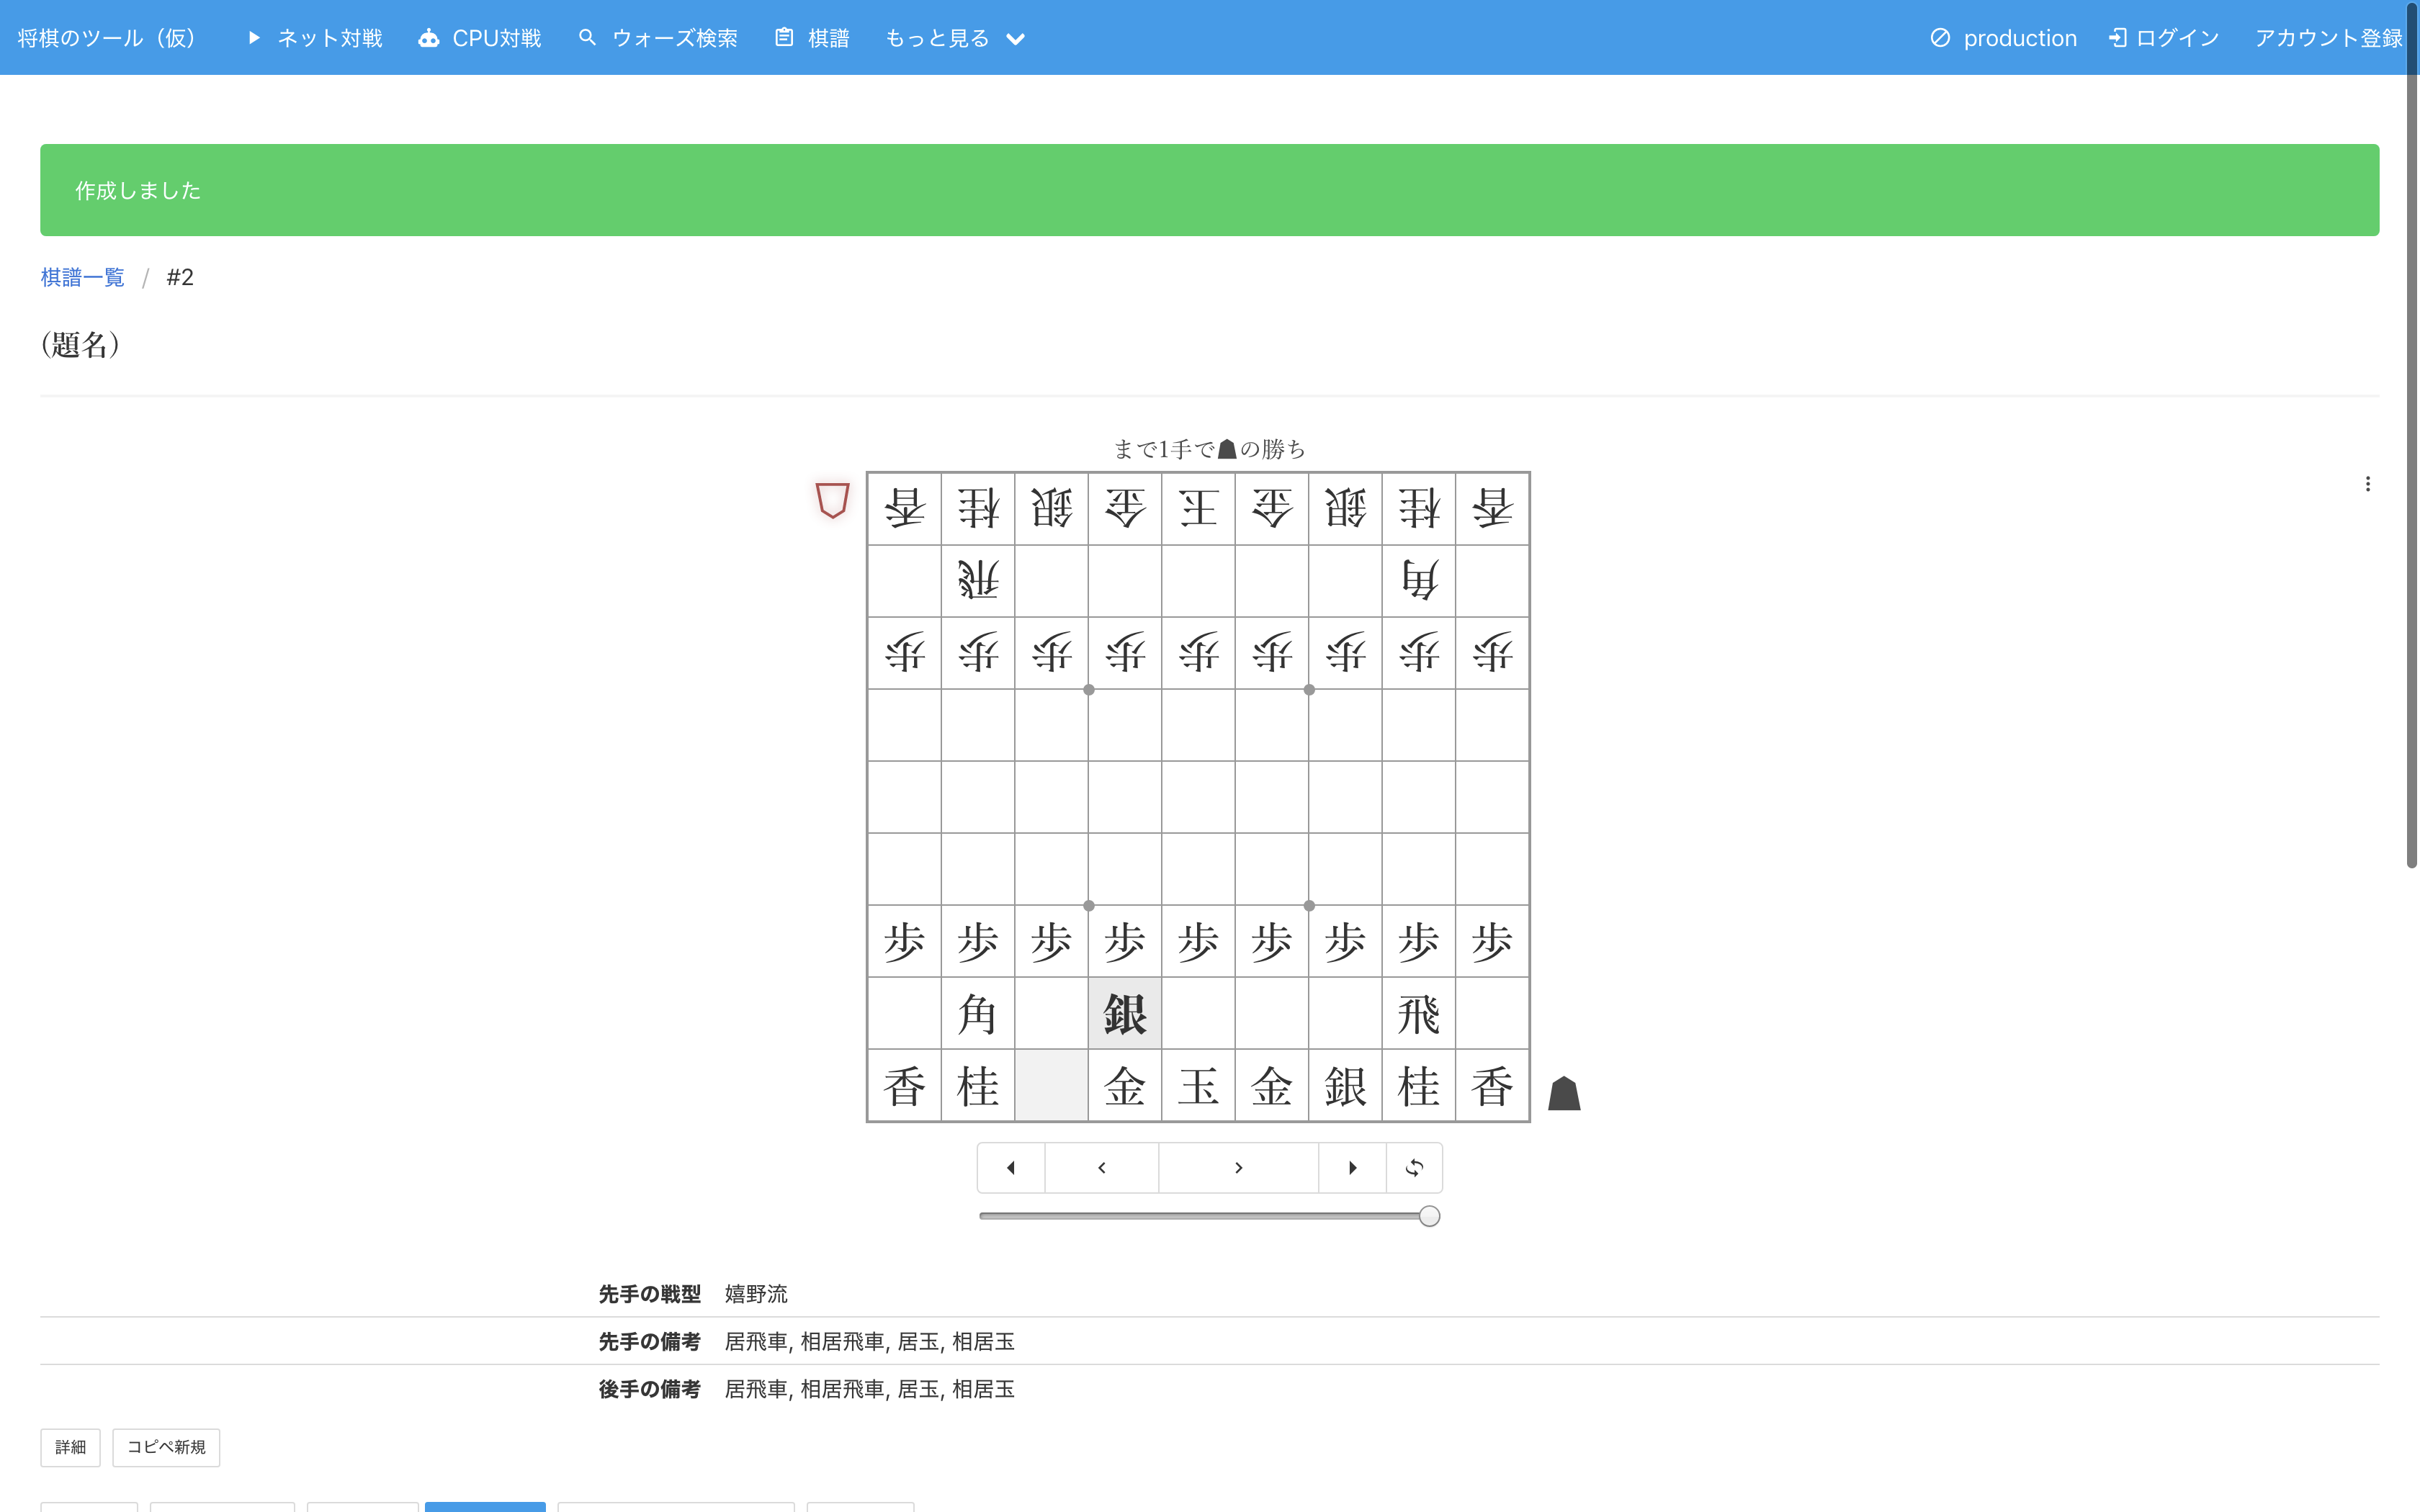 将棋のツール（仮） ネット対戦 CPU対戦 ウォーズ検索 棋譜 もっと見る production ログイン アカウント登録
作成しました
棋譜一覧 / #2
(題名)
まで1手で☗の勝ち
香 桂 銀 金 王 金 銀 桂 香
飛 角
歩 歩 歩 歩 歩 歩 歩 歩 歩
歩 歩 歩 歩 歩 歩 歩 歩 歩
角 銀 飛
香 桂 金 玉 金 銀 桂 香
先手の戦型 嬉野流
先手の備考 居飛車, 相居飛車, 居玉, 相居玉
後手の備考 居飛車, 相居飛車, 居玉, 相居玉
詳細 コピペ新規